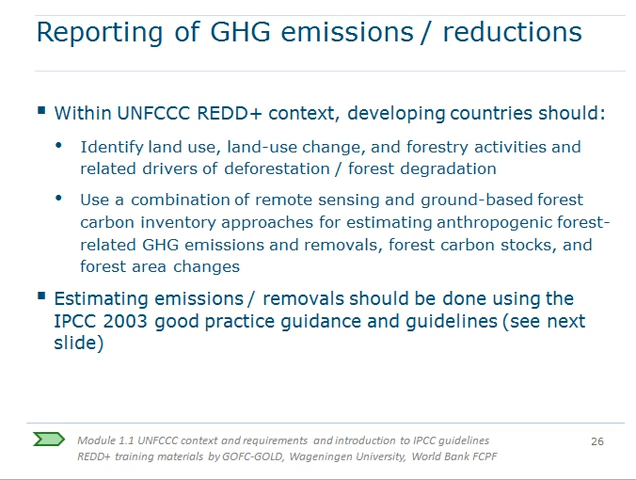 Reporting of GHG emissions / reductions
▪ Within UNFCCC REDD+ context, developing countries should:
• Identify land use, land-use change, and forestry activities and
related drivers of deforestation / forest degradation
• Use a combination of remote sensing and ground-based forest
carbon inventory approaches for estimating anthropogenic forest-
related GHG emissions and removals, forest carbon stocks, and
forest area changes
▪ Estimating emissions / removals should be done using the
IPCC 2003 good practice guidance and guidelines (see next
slide)
Module 1.1 UNFCCC context and requirements and introduction to IPCC guidelines
REDD+ training materials by GOFC-GOLD, Wageningen University, World Bank FCPF
26